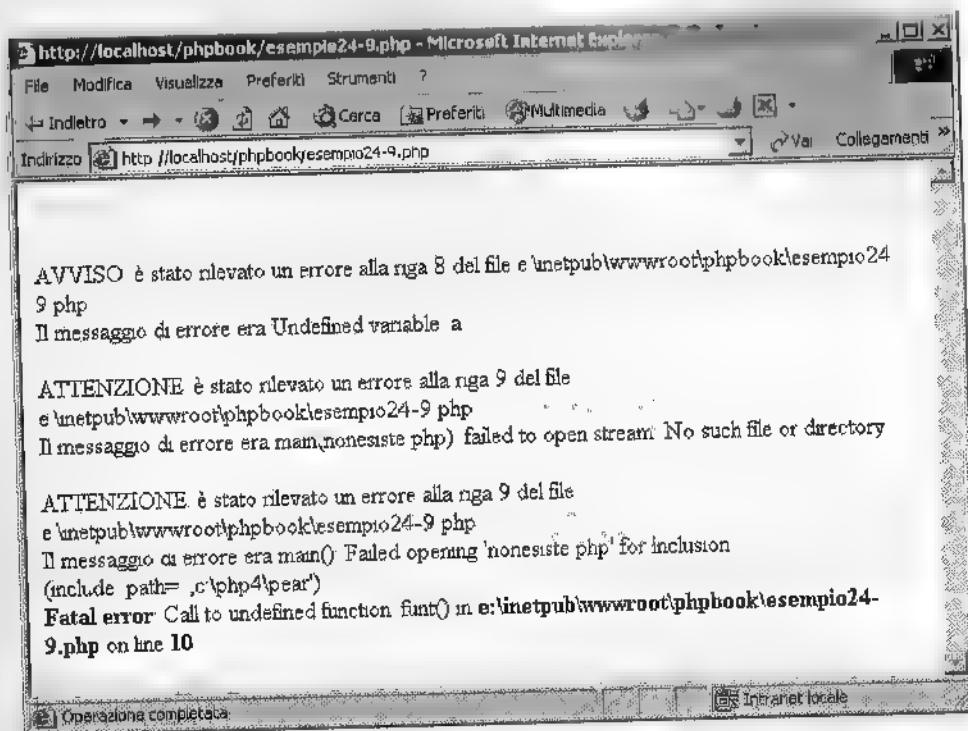 http://localhost/phpbook/esempio24-9.php - Microsoft Internet Explorer
File Modifica Visualizza Preferiti Strumenti ?
Indietro Cerca Preferiti Multimedia
Indirizzo http://localhost/phpbook/esempio24-9.php Vai Collegamenti »
AVVISO è stato rilevato un errore alla riga 8 del file e:\inetpub\wwwroot\phpbook\esempio24
9 php
Il messaggio di errore era Undefined variable a
ATTENZIONE è stato rilevato un errore alla riga 9 del file
e:\inetpub\wwwroot\phpbook\esempio24-9 php
Il messaggio di errore era main(nonesiste php) failed to open stream No such file or directory
ATTENZIONE è stato rilevato un errore alla riga 9 del file
e:\inetpub\wwwroot\phpbook\esempio24-9 php
Il messaggio di errore era main() Failed opening 'nonesiste php' for inclusion
(include path= ,c:\php4\pear')
Fatal error Call to undefined function funt() in e:\inetpub\wwwroot\phpbook\esempio24-
9.php on line 10
Operazione completata Intranet locale